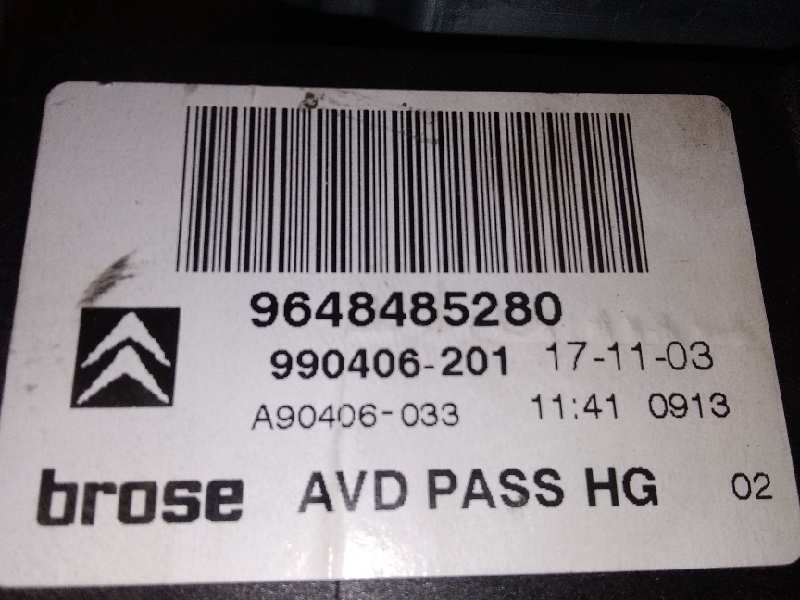 9648485280
990406-201 17-11-03
A90406-033 11:41 0913
brose AVD PASS HG 02